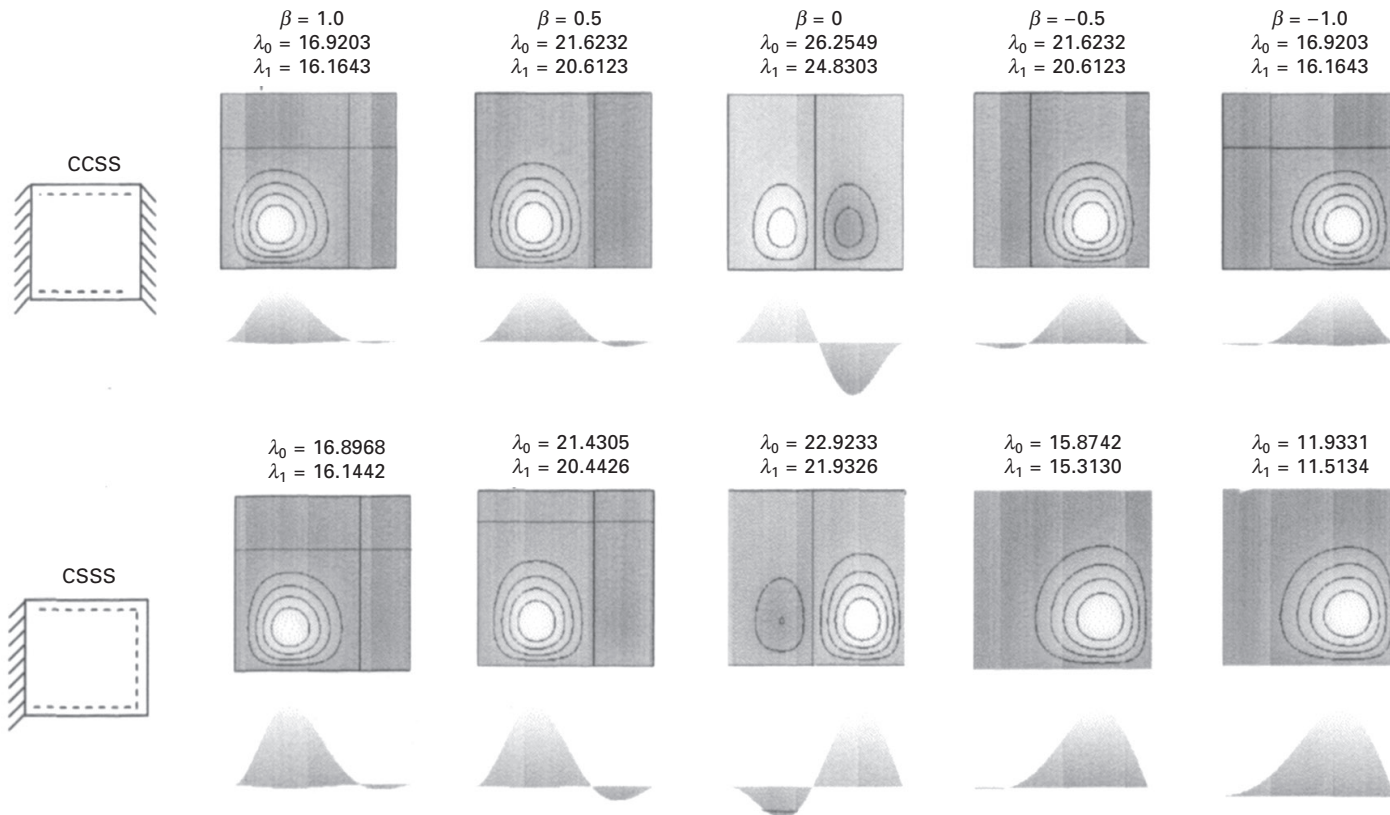 β = 1.0
λ₀ = 16.9203
λ₁ = 16.1643
β = 0.5
λ₀ = 21.6232
λ₁ = 20.6123
β = 0
λ₀ = 26.2549
λ₁ = 24.8303
β = −0.5
λ₀ = 21.6232
λ₁ = 20.6123
β = −1.0
λ₀ = 16.9203
λ₁ = 16.1643
CCSS
λ₀ = 16.8968
λ₁ = 16.1442
λ₀ = 21.4305
λ₁ = 20.4426
λ₀ = 22.9233
λ₁ = 21.9326
λ₀ = 15.8742
λ₁ = 15.3130
λ₀ = 11.9331
λ₁ = 11.5134
CSSS